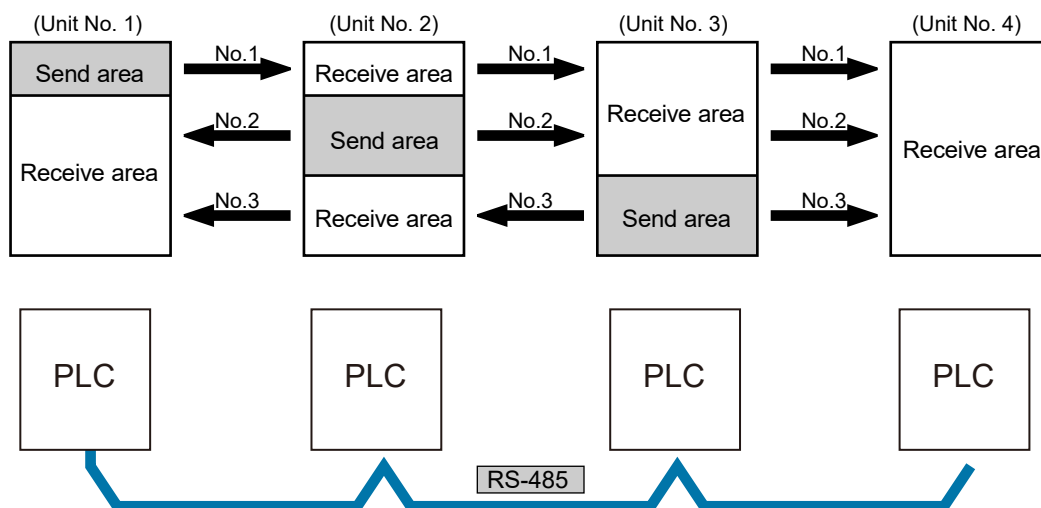 (Unit No. 1) (Unit No. 2) (Unit No. 3) (Unit No. 4)
Send area No.1 Receive area No.1 No.1
Receive area
No.2 Send area No.2 No.2
Receive area Receive area
No.3 Receive area No.3 Send area No.3
PLC PLC PLC PLC
RS-485